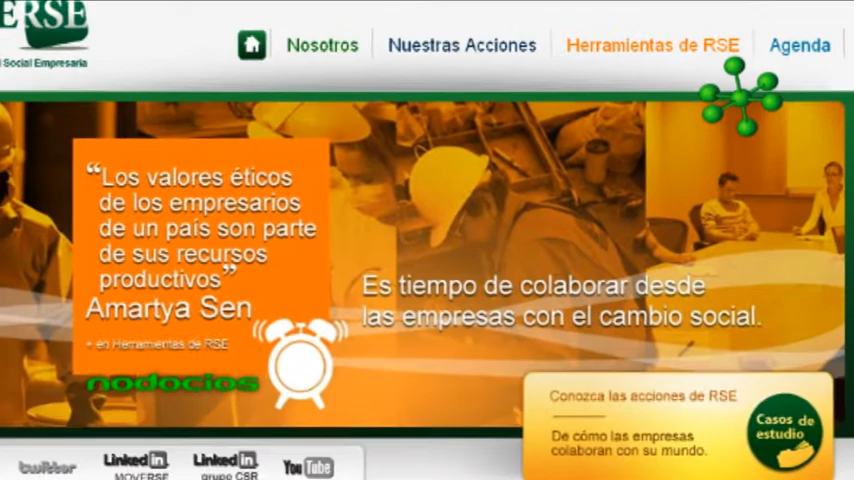 ERSE
Social Empresaria
Nosotros
Nuestras Acciones
Herramientas de RSE
Agenda
“Los valores éticos
de los empresarios
de un país son parte
de sus recursos
productivos”
Amartya Sen
+ en Herramientas de RSE
nodocios
Es tiempo de colaborar desde
las empresas con el cambio social.
Conozca las acciones de RSE
De cómo las empresas
colaboran con su mundo.
Casos de
estudio
twitter
Linked in
MOVERSE
Linked in
grupo CSR
YouTube